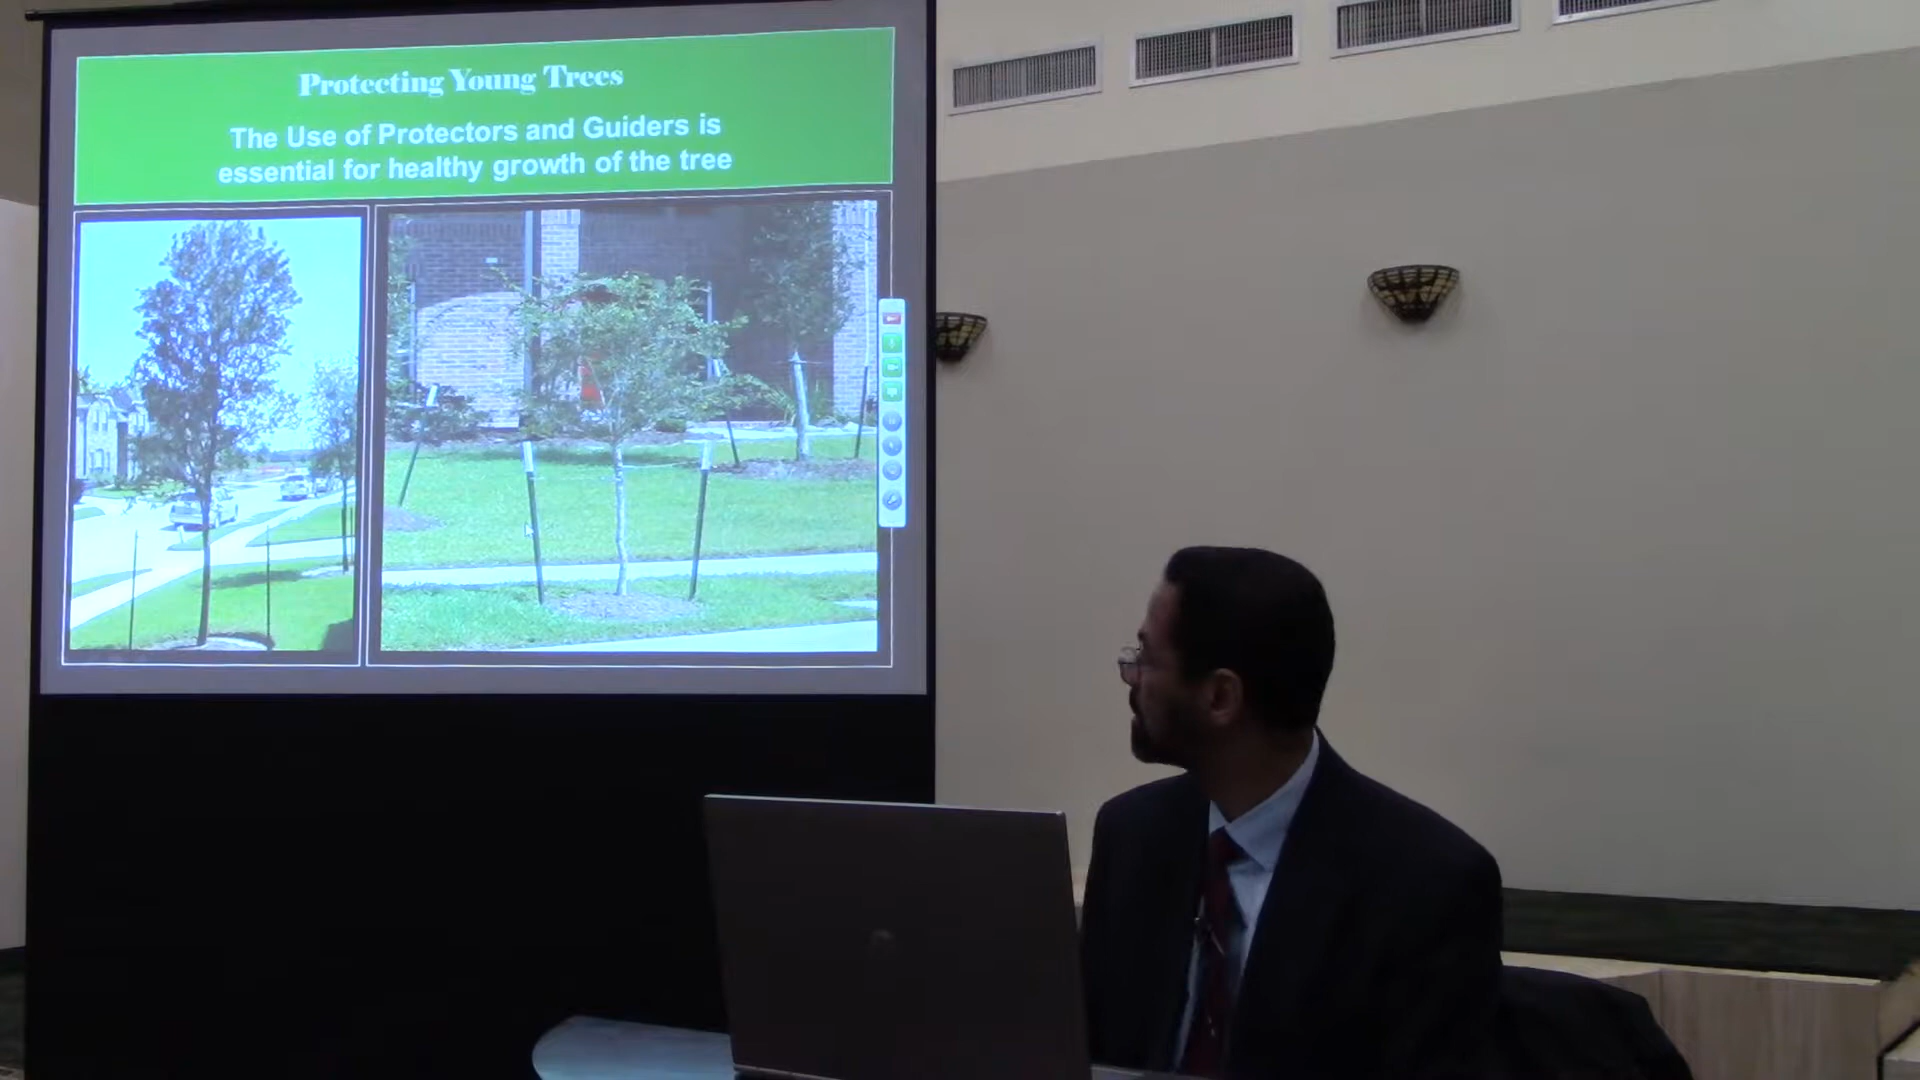 Protecting Young Trees
The Use of Protectors and Guiders is
essential for healthy growth of the tree